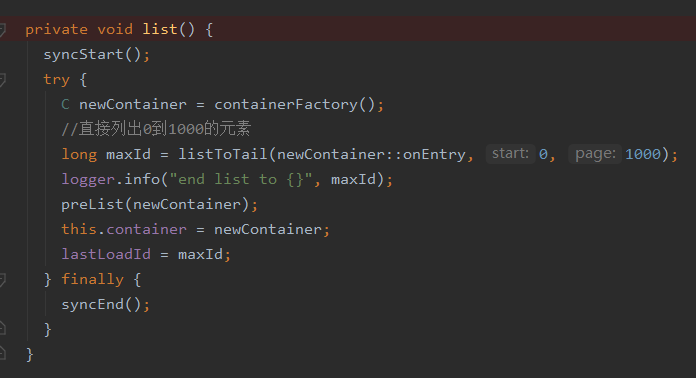 private void list() {
syncStart();
try {
C newContainer = containerFactory();
//直接列出0到1000的元素
long maxId = listToTail(newContainer::onEntry, start: 0, page: 1000);
logger.info("end list to {}", maxId);
preList(newContainer);
this.container = newContainer;
lastLoadId = maxId;
} finally {
syncEnd();
}
}